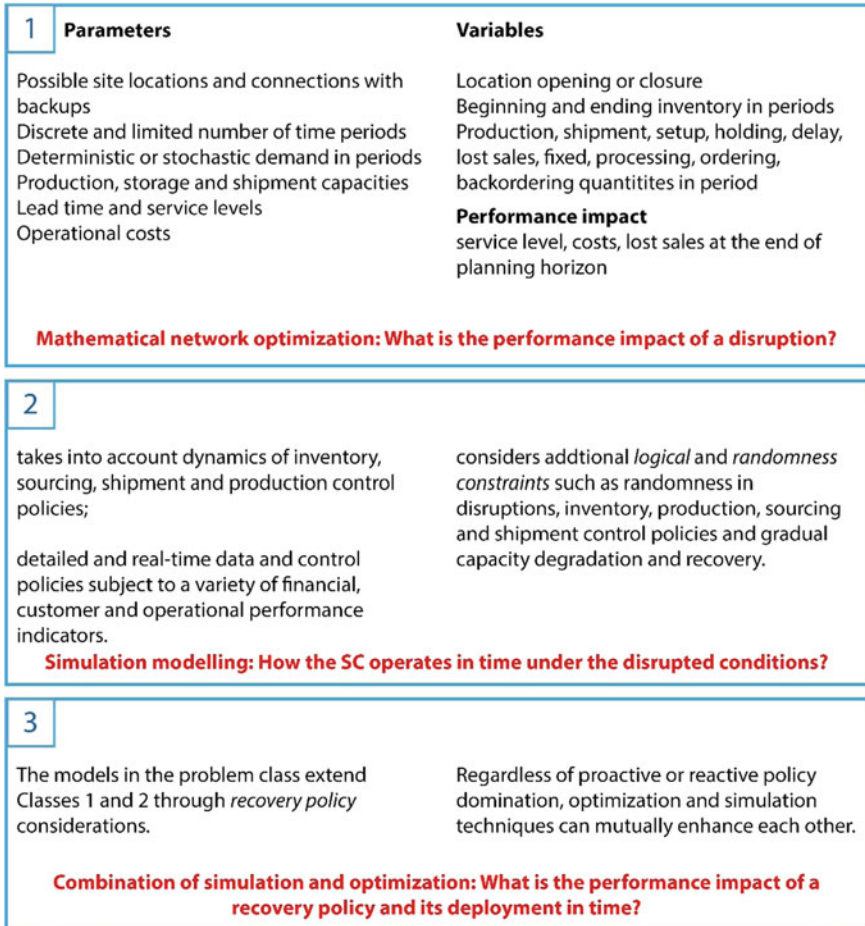 1
Parameters
Possible site locations and connections with
backups
Discrete and limited number of time periods
Deterministic or stochastic demand in periods
Production, storage and shipment capacities
Lead time and service levels
Operational costs
Variables
Location opening or closure
Beginning and ending inventory in periods
Production, shipment, setup, holding, delay,
lost sales, fixed, processing, ordering,
backordering quantitites in period
Performance impact
service level, costs, lost sales at the end of
planning horizon
Mathematical network optimization: What is the performance impact of a disruption?
2
takes into account dynamics of inventory,
sourcing, shipment and production control
policies;
detailed and real-time data and control
policies subject to a variety of financial,
customer and operational performance
indicators.
considers addtional logical and randomness
constraints such as randomness in
disruptions, inventory, production, sourcing
and shipment control policies and gradual
capacity degradation and recovery.
Simulation modelling: How the SC operates in time under the disrupted conditions?
3
The models in the problem class extend
Classes 1 and 2 through recovery policy
considerations.
Regardless of proactive or reactive policy
domination, optimization and simulation
techniques can mutually enhance each other.
Combination of simulation and optimization: What is the performance impact of a
recovery policy and its deployment in time?